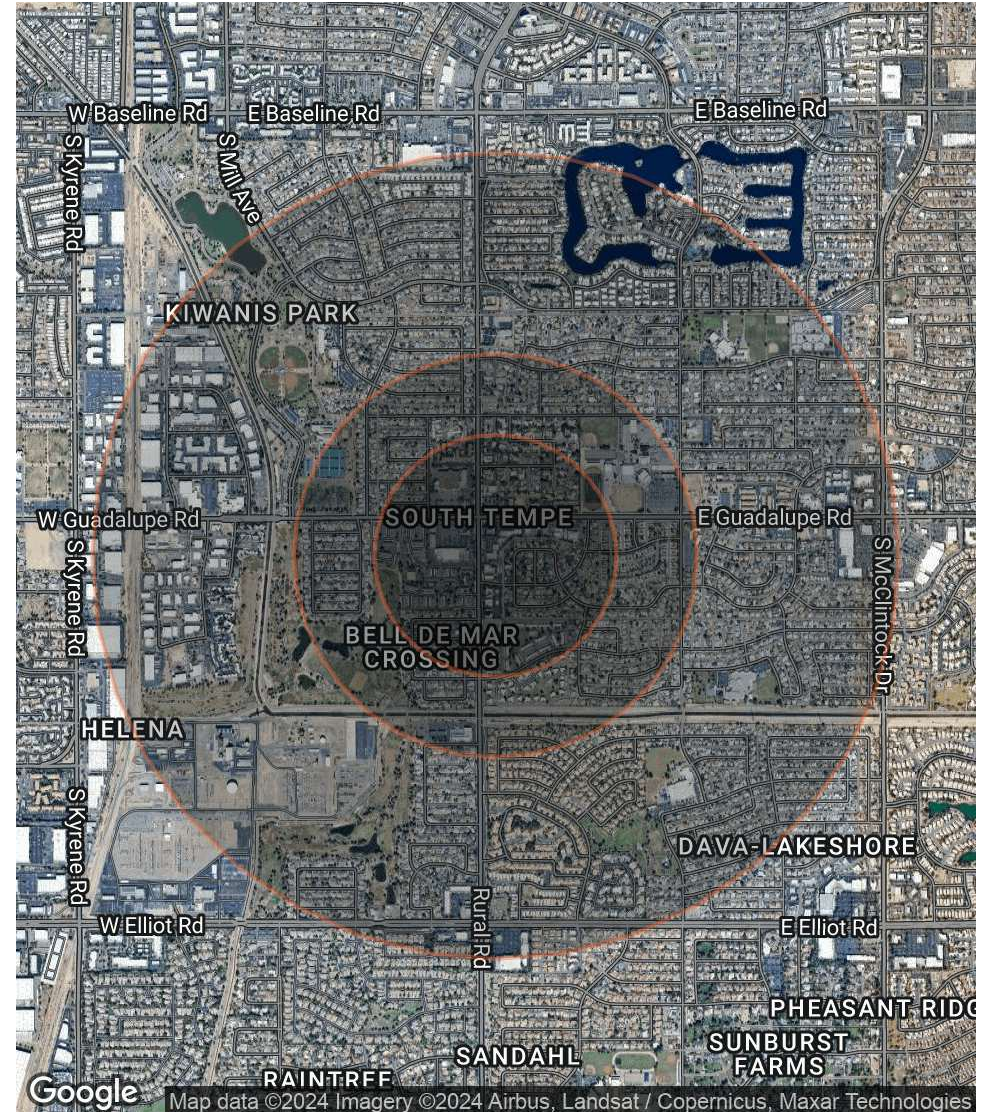 W Baseline Rd
E Baseline Rd
E Baseline Rd
S Kyrene Rd
S Mill Ave
KIWANIS PARK
W Guadalupe Rd
SOUTH TEMPE
E Guadalupe Rd
S Kyrene Rd
S McClintock Dr
BELL DE MAR
CROSSING
HELENA
S Kyrene Rd
DAVA-LAKESHORE
W Elliot Rd
Rural Rd
E Elliot Rd
PHEASANT RIDG
SANDAHL
SUNBURST
FARMS
RAINTREE
Google
Map data ©2024 Imagery ©2024 Airbus, Landsat / Copernicus, Maxar Technologies